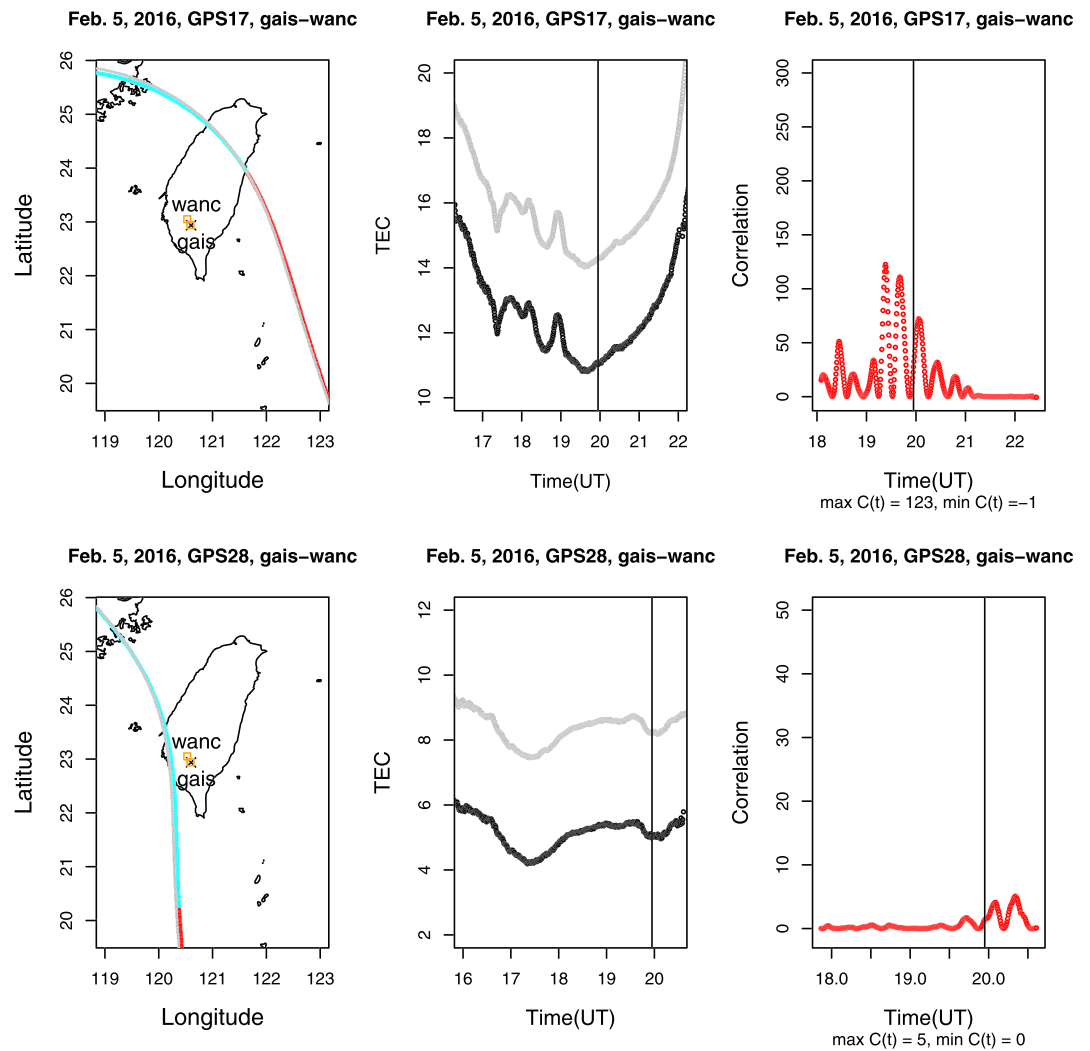 Feb. 5, 2016, GPS17, gais−wanc
Feb. 5, 2016, GPS17, gais−wanc
Feb. 5, 2016, GPS17, gais−wanc
Latitude
26
25
24
23
22
21
20
wanc
gais
119 120 121 122 123
Longitude
TEC
20
18
16
14
12
10
17 18 19 20 21 22
Time(UT)
Correlation
300
250
200
150
100
50
0
18 19 20 21 22
Time(UT)
max C(t) = 123, min C(t) =−1
Feb. 5, 2016, GPS28, gais−wanc
Feb. 5, 2016, GPS28, gais−wanc
Feb. 5, 2016, GPS28, gais−wanc
Latitude
26
25
24
23
22
21
20
wanc
gais
119 120 121 122 123
Longitude
TEC
12
10
8
6
4
2
16 17 18 19 20
Time(UT)
Correlation
50
40
30
20
10
0
18.0 19.0 20.0
Time(UT)
max C(t) = 5, min C(t) = 0